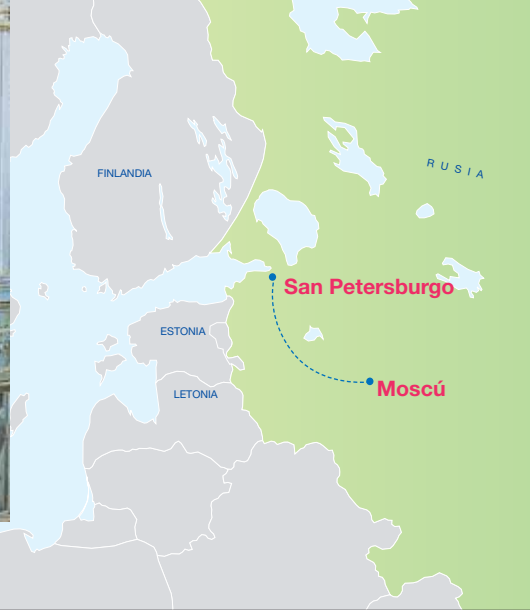 RUSIA
FINLANDIA
San Petersburgo
ESTONIA
Moscú
LETONIA